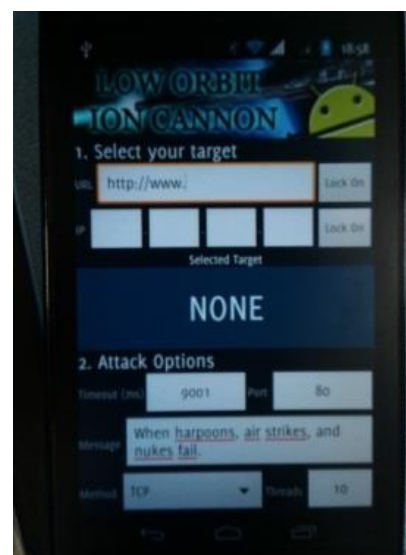 18:58
LOW ORBIT
ION CANNON
1. Select your target
URL http://www. Lock On
IP . . . Lock On
Selected Target
NONE
2. Attack Options
Timeout (ms) 9001 Port 80
Message When harpoons, air strikes, and
nukes fail.
Method TCP Threads 10